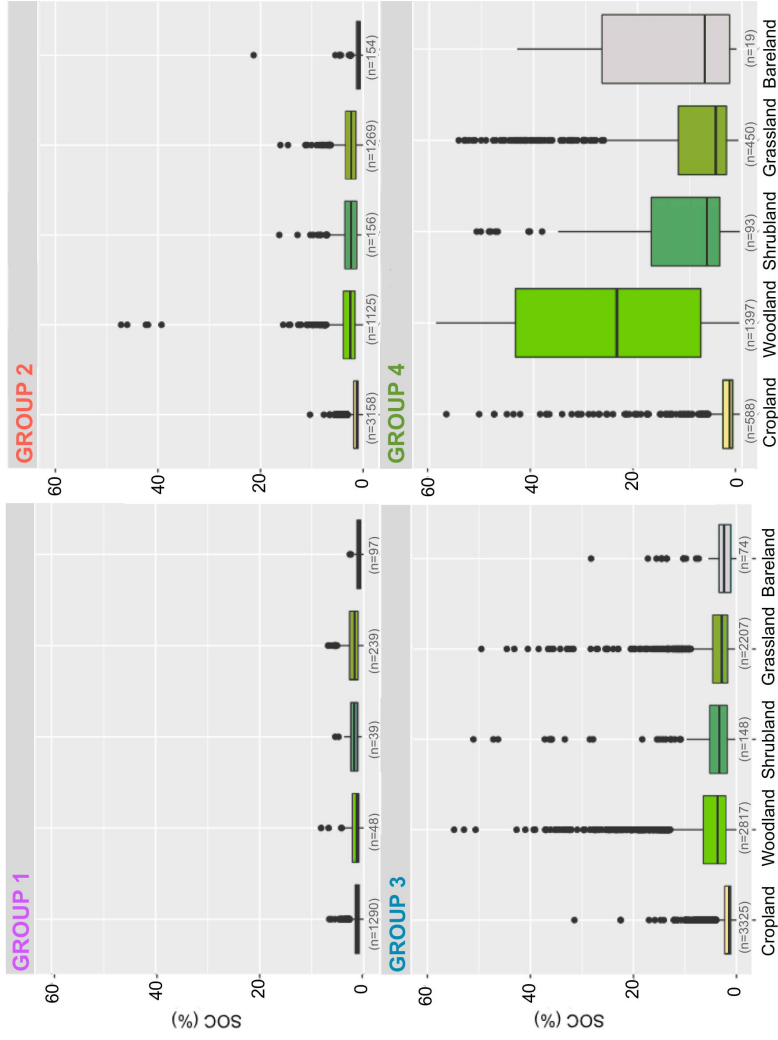 GROUP 1
60
40
20
0
SOC (%)
(n=1290) (n=48) (n=39) (n=239) (n=97)
GROUP 2
60
40
20
0
(n=3158) (n=1125) (n=156) (n=1269) (n=154)
GROUP 3
60
40
20
0
SOC (%)
(n=3325) (n=2817) (n=148) (n=2207) (n=74)
Cropland Woodland Shrubland Grassland Bareland
GROUP 4
60
40
20
0
(n=588) (n=1397) (n=93) (n=450) (n=19)
Cropland Woodland Shrubland Grassland Bareland